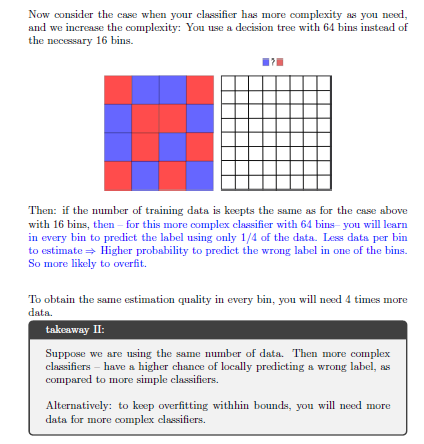 Now consider the case when your classifier has more complexity as you need,
and we increase the complexity: You use a decision tree with 64 bins instead of
the necessary 16 bins.
?
Then: if the number of training data is keepts the same as for the case above
with 16 bins, then – for this more complex classifier with 64 bins– you will learn
in every bin to predict the label using only 1/4 of the data. Less data per bin
to estimate ⇒ Higher probability to predict the wrong label in one of the bins.
So more likely to overfit.
To obtain the same estimation quality in every bin, you will need 4 times more
data.
takeaway II:
Suppose we are using the same number of data. Then more complex
classifiers – have a higher chance of locally predicting a wrong label, as
compared to more simple classifiers.
Alternatively: to keep overfitting withhin bounds, you will need more
data for more complex classifiers.